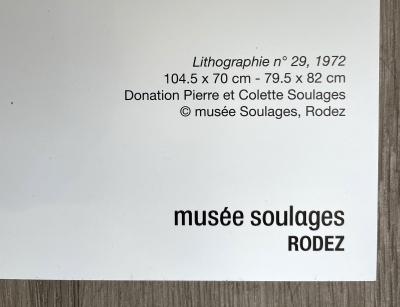 Lithographie n° 29, 1972
104.5 x 70 cm - 79.5 x 82 cm
Donation Pierre et Colette Soulages
© musée Soulages, Rodez
musée soulages
RODEZ